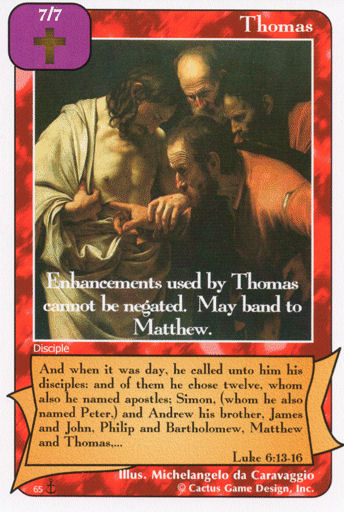 7/7
Thomas
Enhancements used by Thomas
cannot be negated. May band to
Matthew.
Disciple
And when it was day, he called unto him his
disciples: and of them he chose twelve, whom
also he named apostles; Simon, (whom he also
named Peter,) and Andrew his brother, James
and John, Philip and Bartholomew, Matthew
and Thomas,...
Luke 6:13-16
65
Illus. Michelangelo da Caravaggio
© Cactus Game Design, Inc.